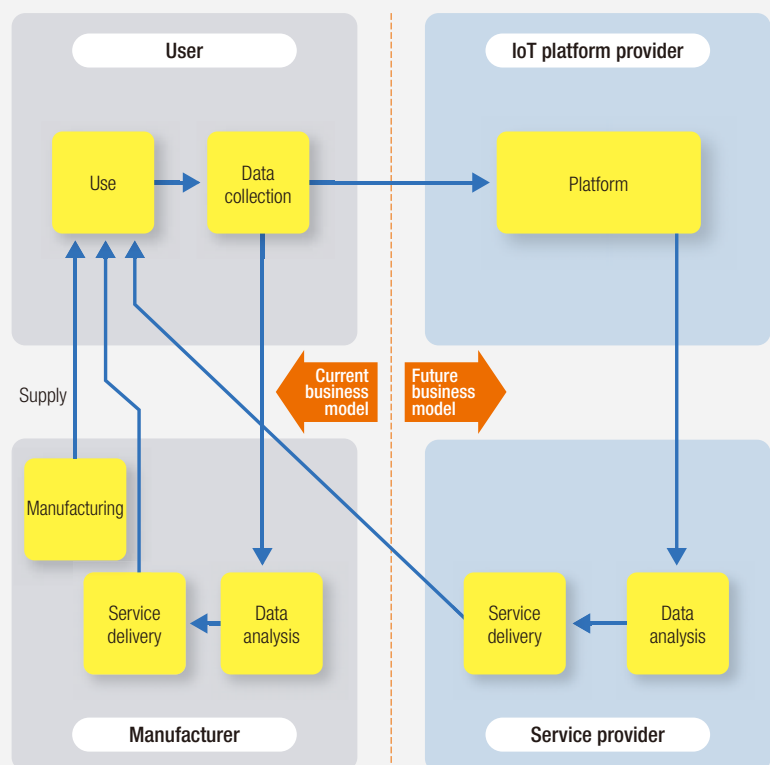 User
IoT platform provider
Use
Data
collection
Platform
Supply
Current
business
model
Future
business
model
Manufacturing
Service
delivery
Data
analysis
Service
delivery
Data
analysis
Manufacturer
Service provider